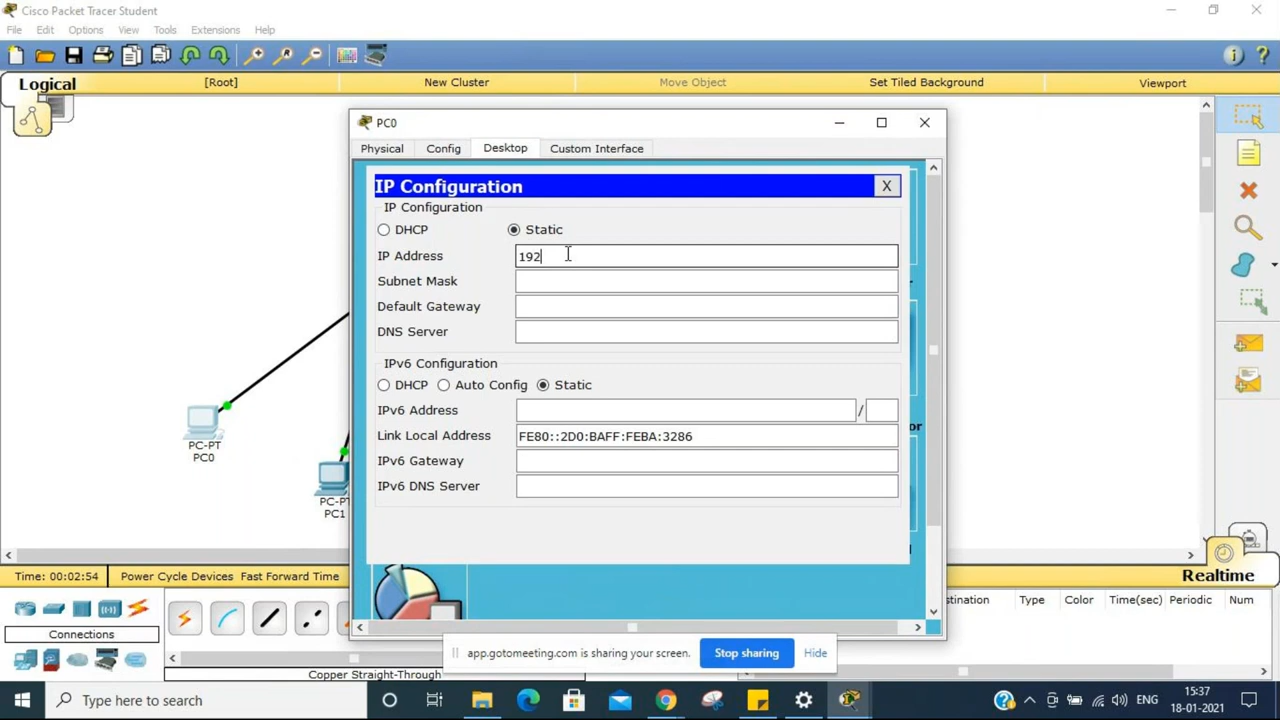 Cisco Packet Tracer Student
File Edit Options View Tools Extensions Help
Logical [Root] New Cluster Move Object Set Tiled Background Viewport
PC0
Physical Config Desktop Custom Interface
IP Configuration X
IP Configuration
DHCP Static
IP Address 192
Subnet Mask
Default Gateway
DNS Server
IPv6 Configuration
DHCP Auto Config Static
IPv6 Address /
Link Local Address FE80::2D0:BAFF:FEBA:3286
IPv6 Gateway
IPv6 DNS Server
PC-PT
PC0
PC-PT
PC1
Time: 00:02:54 Power Cycle Devices Fast Forward Time Realtime
Type Color Time(sec) Periodic Num
Connections
app.gotomeeting.com is sharing your screen. Stop sharing Hide
Copper Straight-Through
Type here to search
ENG 15:37
18-01-2021